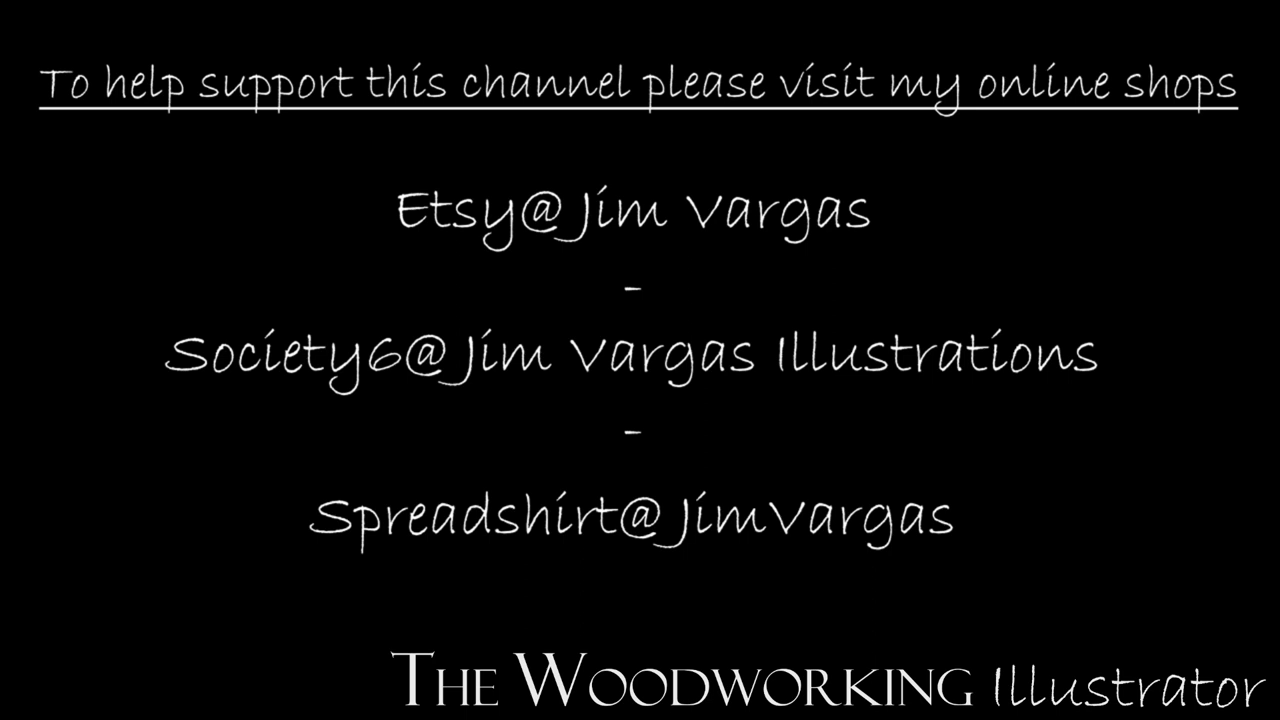 To help support this channel please visit my online shops
Etsy@Jim Vargas
-
Society6@Jim Vargas Illustrations
-
Spreadshirt@JimVargas
The Woodworking Illustrator